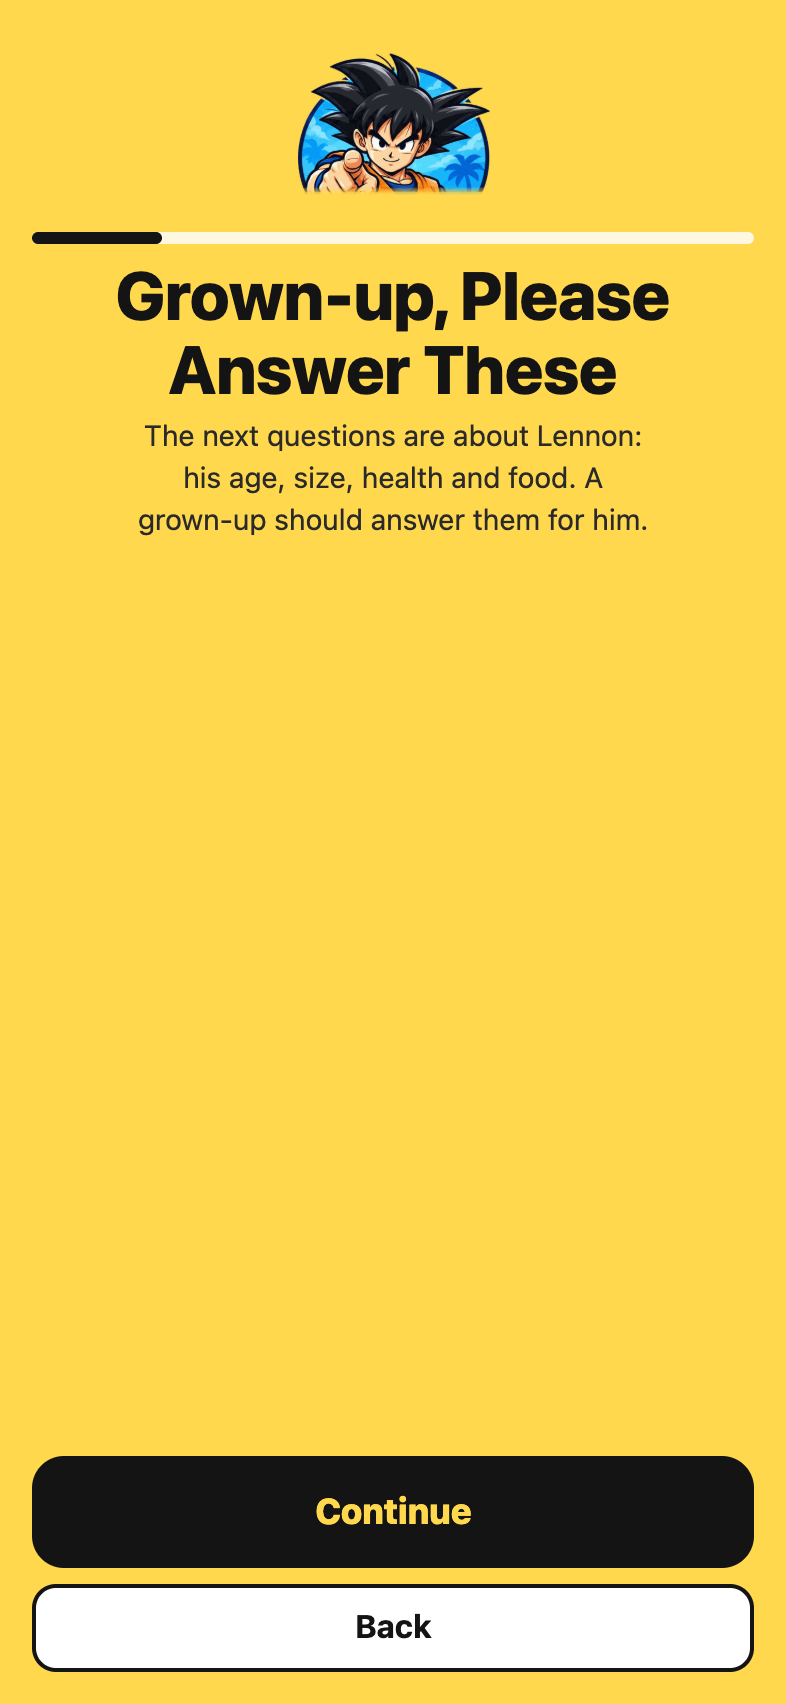 Grown-up, Please
Answer These
The next questions are about Lennon:
his age, size, health and food. A
grown-up should answer them for him.
Continue
Back